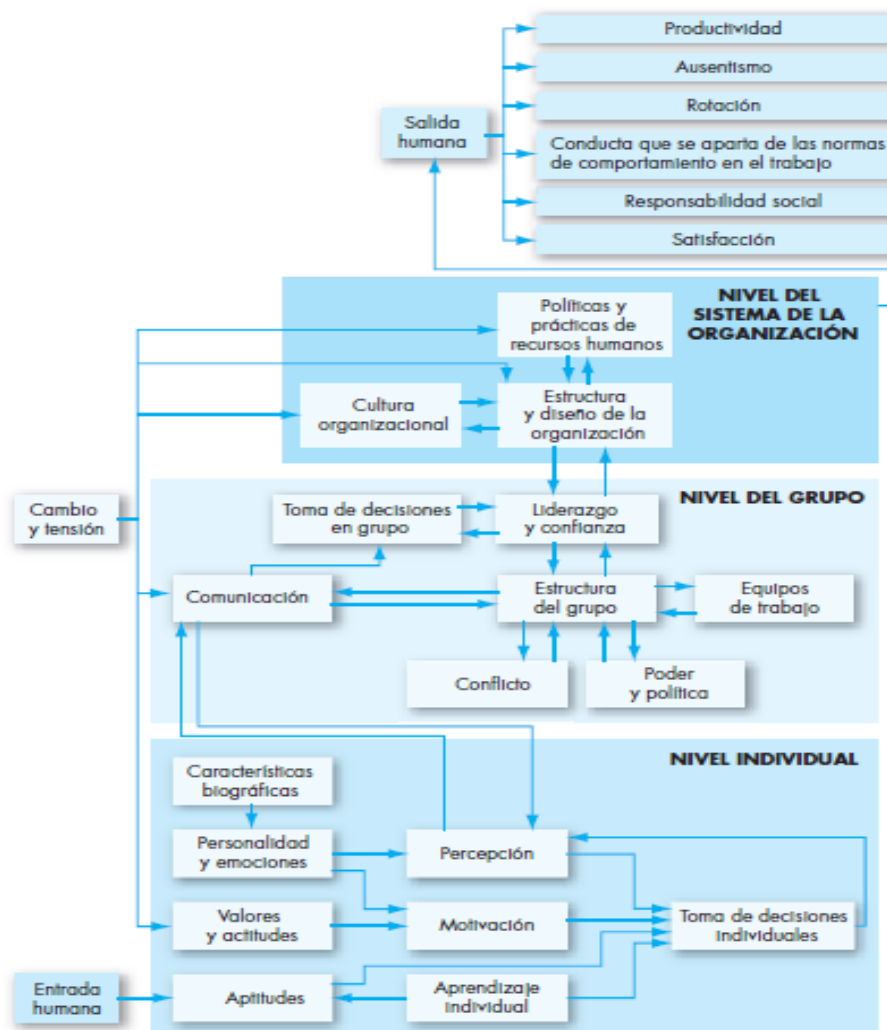 Productividad
Ausentismo
Rotación
Salida
humana
Conducta que se aparta de las normas
de comportamiento en el trabajo
Responsabilidad social
Satisfacción
NIVEL DEL
SISTEMA DE LA
ORGANIZACIÓN
Políticas y
prácticas de
recursos humanos
Cultura
organizacional
Estructura
y diseño de la
organización
NIVEL DEL GRUPO
Cambio
y tensión
Toma de decisiones
en grupo
Liderazgo
y confianza
Comunicación
Estructura
del grupo
Equipos
de trabajo
Conflicto
Poder
y política
NIVEL INDIVIDUAL
Características
biográficas
Personalidad
y emociones
Percepción
Valores
y actitudes
Motivación
Toma de decisiones
individuales
Entrada
humana
Aptitudes
Aprendizaje
individual